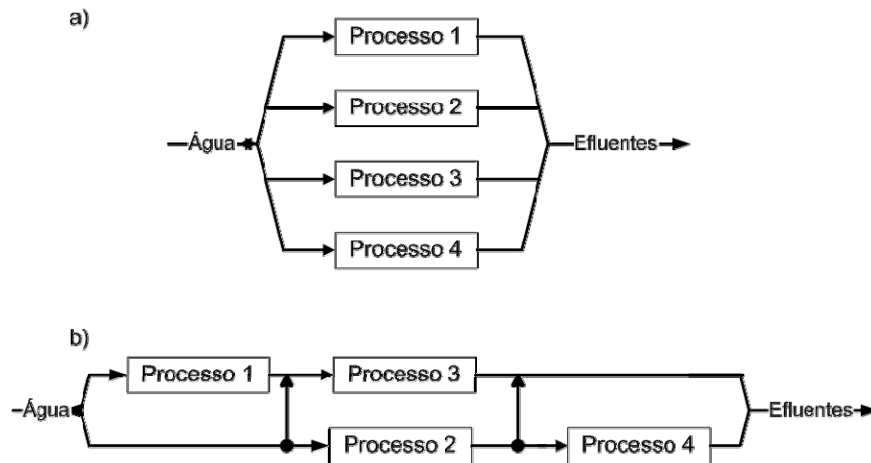 a)
Processo 1
Processo 2
Água
Efluentes
Processo 3
Processo 4
b)
Processo 1
Processo 3
Água
Efluentes
Processo 2
Processo 4